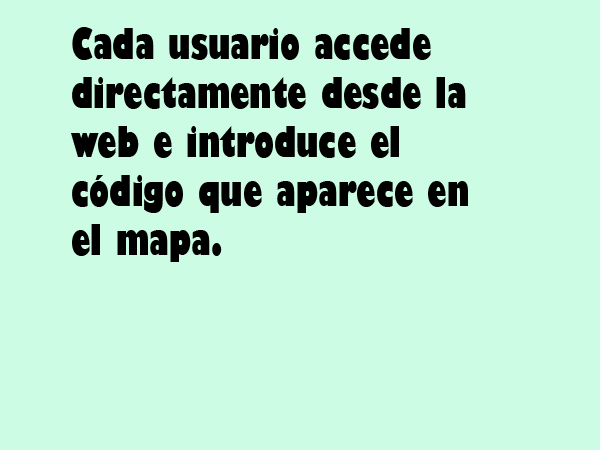 Cada usuario accede
directamente desde la
web e introduce el
código que aparece en
el mapa.